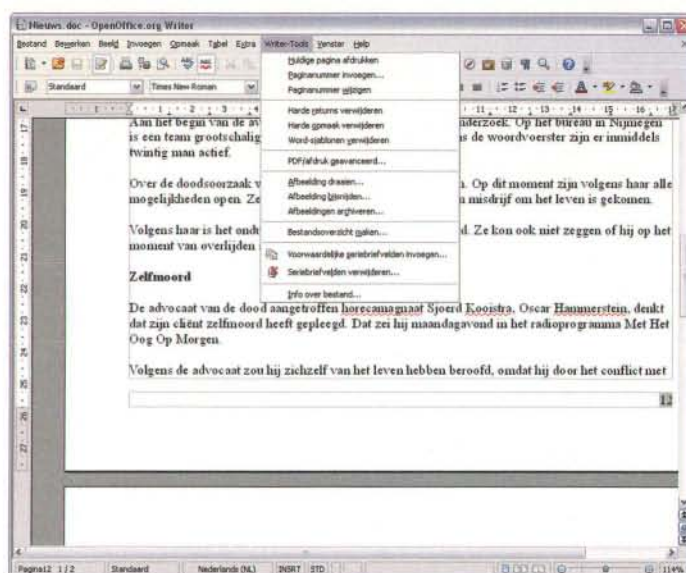 Nieuws.doc - OpenOffice.org Writer
Bestand Bewerken Beeld Invoegen Opmaak Tabel Extra Writer-Tools Venster Help
Standaard Times New Roman
Huidige pagina afdrukken
Paginanummer invoegen...
Paginanummer wijzigen
Harde returns verwijderen
Harde opmaak verwijderen
Word-sjablonen verwijderen
PDF/afdruk geavanceerd...
Afbeelding draaien...
Afbeelding bijsnijden...
Afbeeldingen archiveren...
Bestandsoverzicht maken...
Voorwaardelijke seriebriefvelden invoegen...
Seriebriefvelden verwijderen...
Info over bestand...
Aan het begin van de av nderzoek. Op het bureau in Nijmegen
is een team grootschalig s de woordvoerster zijn er inmiddels
twintig man actief.
Over de doodsoorzaak v n. Op dit moment zijn volgens haar alle
mogelijkheden open. Ze n misdrijf om het leven is gekomen.
Volgens haar is het ond d. Ze kon ook niet zeggen of hij op het
moment van overlijden
Zelfmoord
De advocaat van de dood aangetroffen horecamagnaat Sjoerd Kooistra, Oscar Hammerstein, denkt
dat zijn cliënt zelfmoord heeft gepleegd. Dat zei hij maandagavond in het radioprogramma Met Het
Oog Op Morgen.
Volgens de advocaat zou hij zichzelf van het leven hebben beroofd, omdat hij door het conflict met
12
Pagina12 1 / 2 Standaard Nederlands (NL) INSRT STD 114%